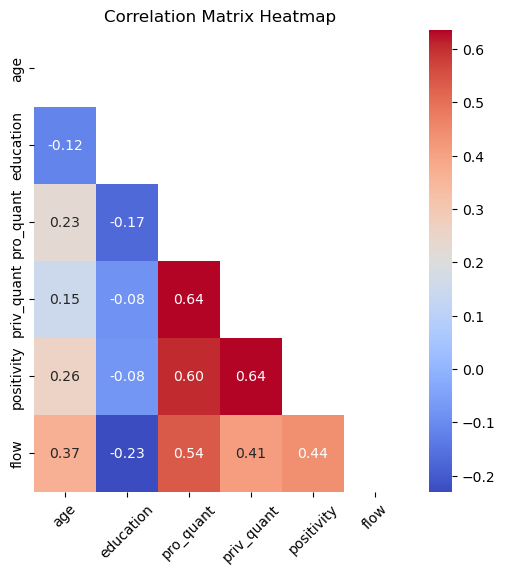 Correlation Matrix Heatmap
age
education
-0.12
pro_quant
0.23 -0.17
priv_quant
0.15 -0.08 0.64
positivity
0.26 -0.08 0.60 0.64
flow
0.37 -0.23 0.54 0.41 0.44
age education pro_quant priv_quant positivity flow
0.6
0.5
0.4
0.3
0.2
0.1
0.0
-0.1
-0.2